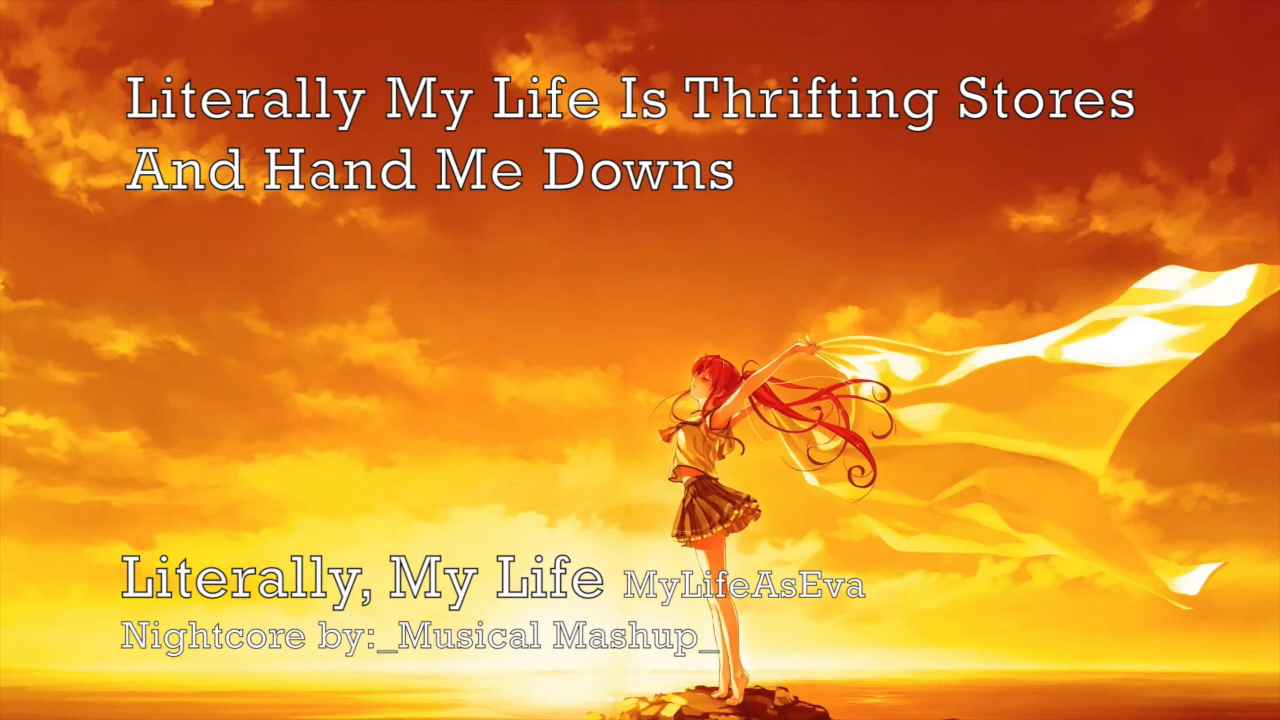 Literally My Life Is Thrifting Stores
And Hand Me Downs
Literally, My Life MyLifeAsEva
Nightcore by:_Musical Mashup_